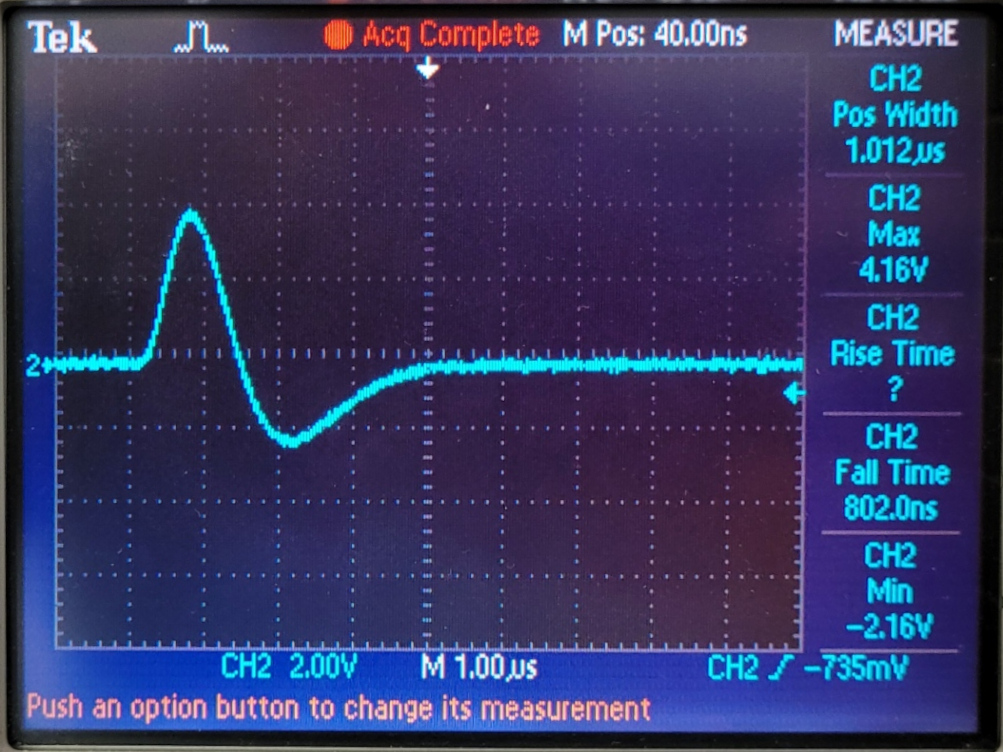 Tek
Acq Complete
M Pos: 40.00ns
MEASURE
CH2
Pos Width
1.012µs
CH2
Max
4.16V
CH2
Rise Time
?
CH2
Fall Time
802.0ns
CH2
Min
-2.16V
2
CH2 2.00V
M 1.00µs
CH2 -735mV
Push an option button to change its measurement